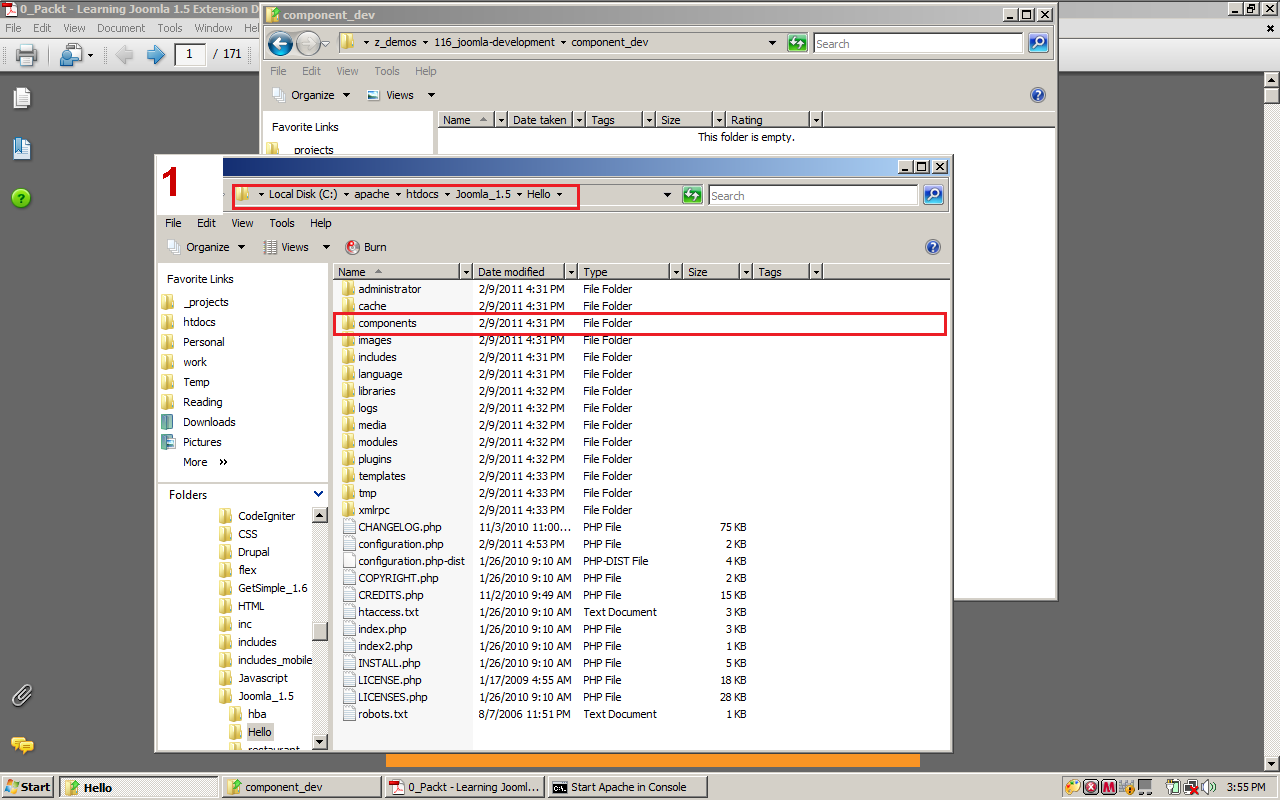 0_Packt - Learning Joomla 1.5 Extension D
File Edit View Document Tools Window He
1 / 171
component_dev
z_demos 116_joomla-development component_dev
Search
File Edit View Tools Help
Organize Views
Favorite Links
projects
Name Date taken Tags Size Rating
This folder is empty.
1
Local Disk (C:) apache htdocs Joomla_1.5 Hello
Search
File Edit View Tools Help
Organize Views Burn
Favorite Links
_projects
htdocs
Personal
work
Temp
Reading
Downloads
Pictures
More »
Folders
CodeIgniter
CSS
Drupal
flex
GetSimple_1.6
HTML
inc
includes
includes_mobile
Javascript
Joomla_1.5
hba
Hello
restaurant
Name Date modified Type Size Tags
administrator 2/9/2011 4:31 PM File Folder
cache 2/9/2011 4:31 PM File Folder
components 2/9/2011 4:31 PM File Folder
images 2/9/2011 4:31 PM File Folder
includes 2/9/2011 4:31 PM File Folder
language 2/9/2011 4:31 PM File Folder
libraries 2/9/2011 4:32 PM File Folder
logs 2/9/2011 4:32 PM File Folder
media 2/9/2011 4:32 PM File Folder
modules 2/9/2011 4:32 PM File Folder
plugins 2/9/2011 4:32 PM File Folder
templates 2/9/2011 4:33 PM File Folder
tmp 2/9/2011 4:33 PM File Folder
xmlrpc 2/9/2011 4:33 PM File Folder
CHANGELOG.php 11/3/2010 11:00... PHP File 75 KB
configuration.php 2/9/2011 4:53 PM PHP File 2 KB
configuration.php-dist 1/26/2010 9:10 AM PHP-DIST File 4 KB
COPYRIGHT.php 1/26/2010 9:10 AM PHP File 2 KB
CREDITS.php 11/2/2010 9:49 AM PHP File 15 KB
htaccess.txt 1/26/2010 9:10 AM Text Document 3 KB
index.php 1/26/2010 9:10 AM PHP File 3 KB
index2.php 1/26/2010 9:10 AM PHP File 1 KB
INSTALL.php 1/26/2010 9:10 AM PHP File 5 KB
LICENSE.php 1/17/2009 4:55 AM PHP File 18 KB
LICENSES.php 1/26/2010 9:10 AM PHP File 28 KB
robots.txt 8/7/2006 11:51 PM Text Document 1 KB
Start Hello component_dev 0_Packt - Learning Jooml... Start Apache in Console 3:55 PM